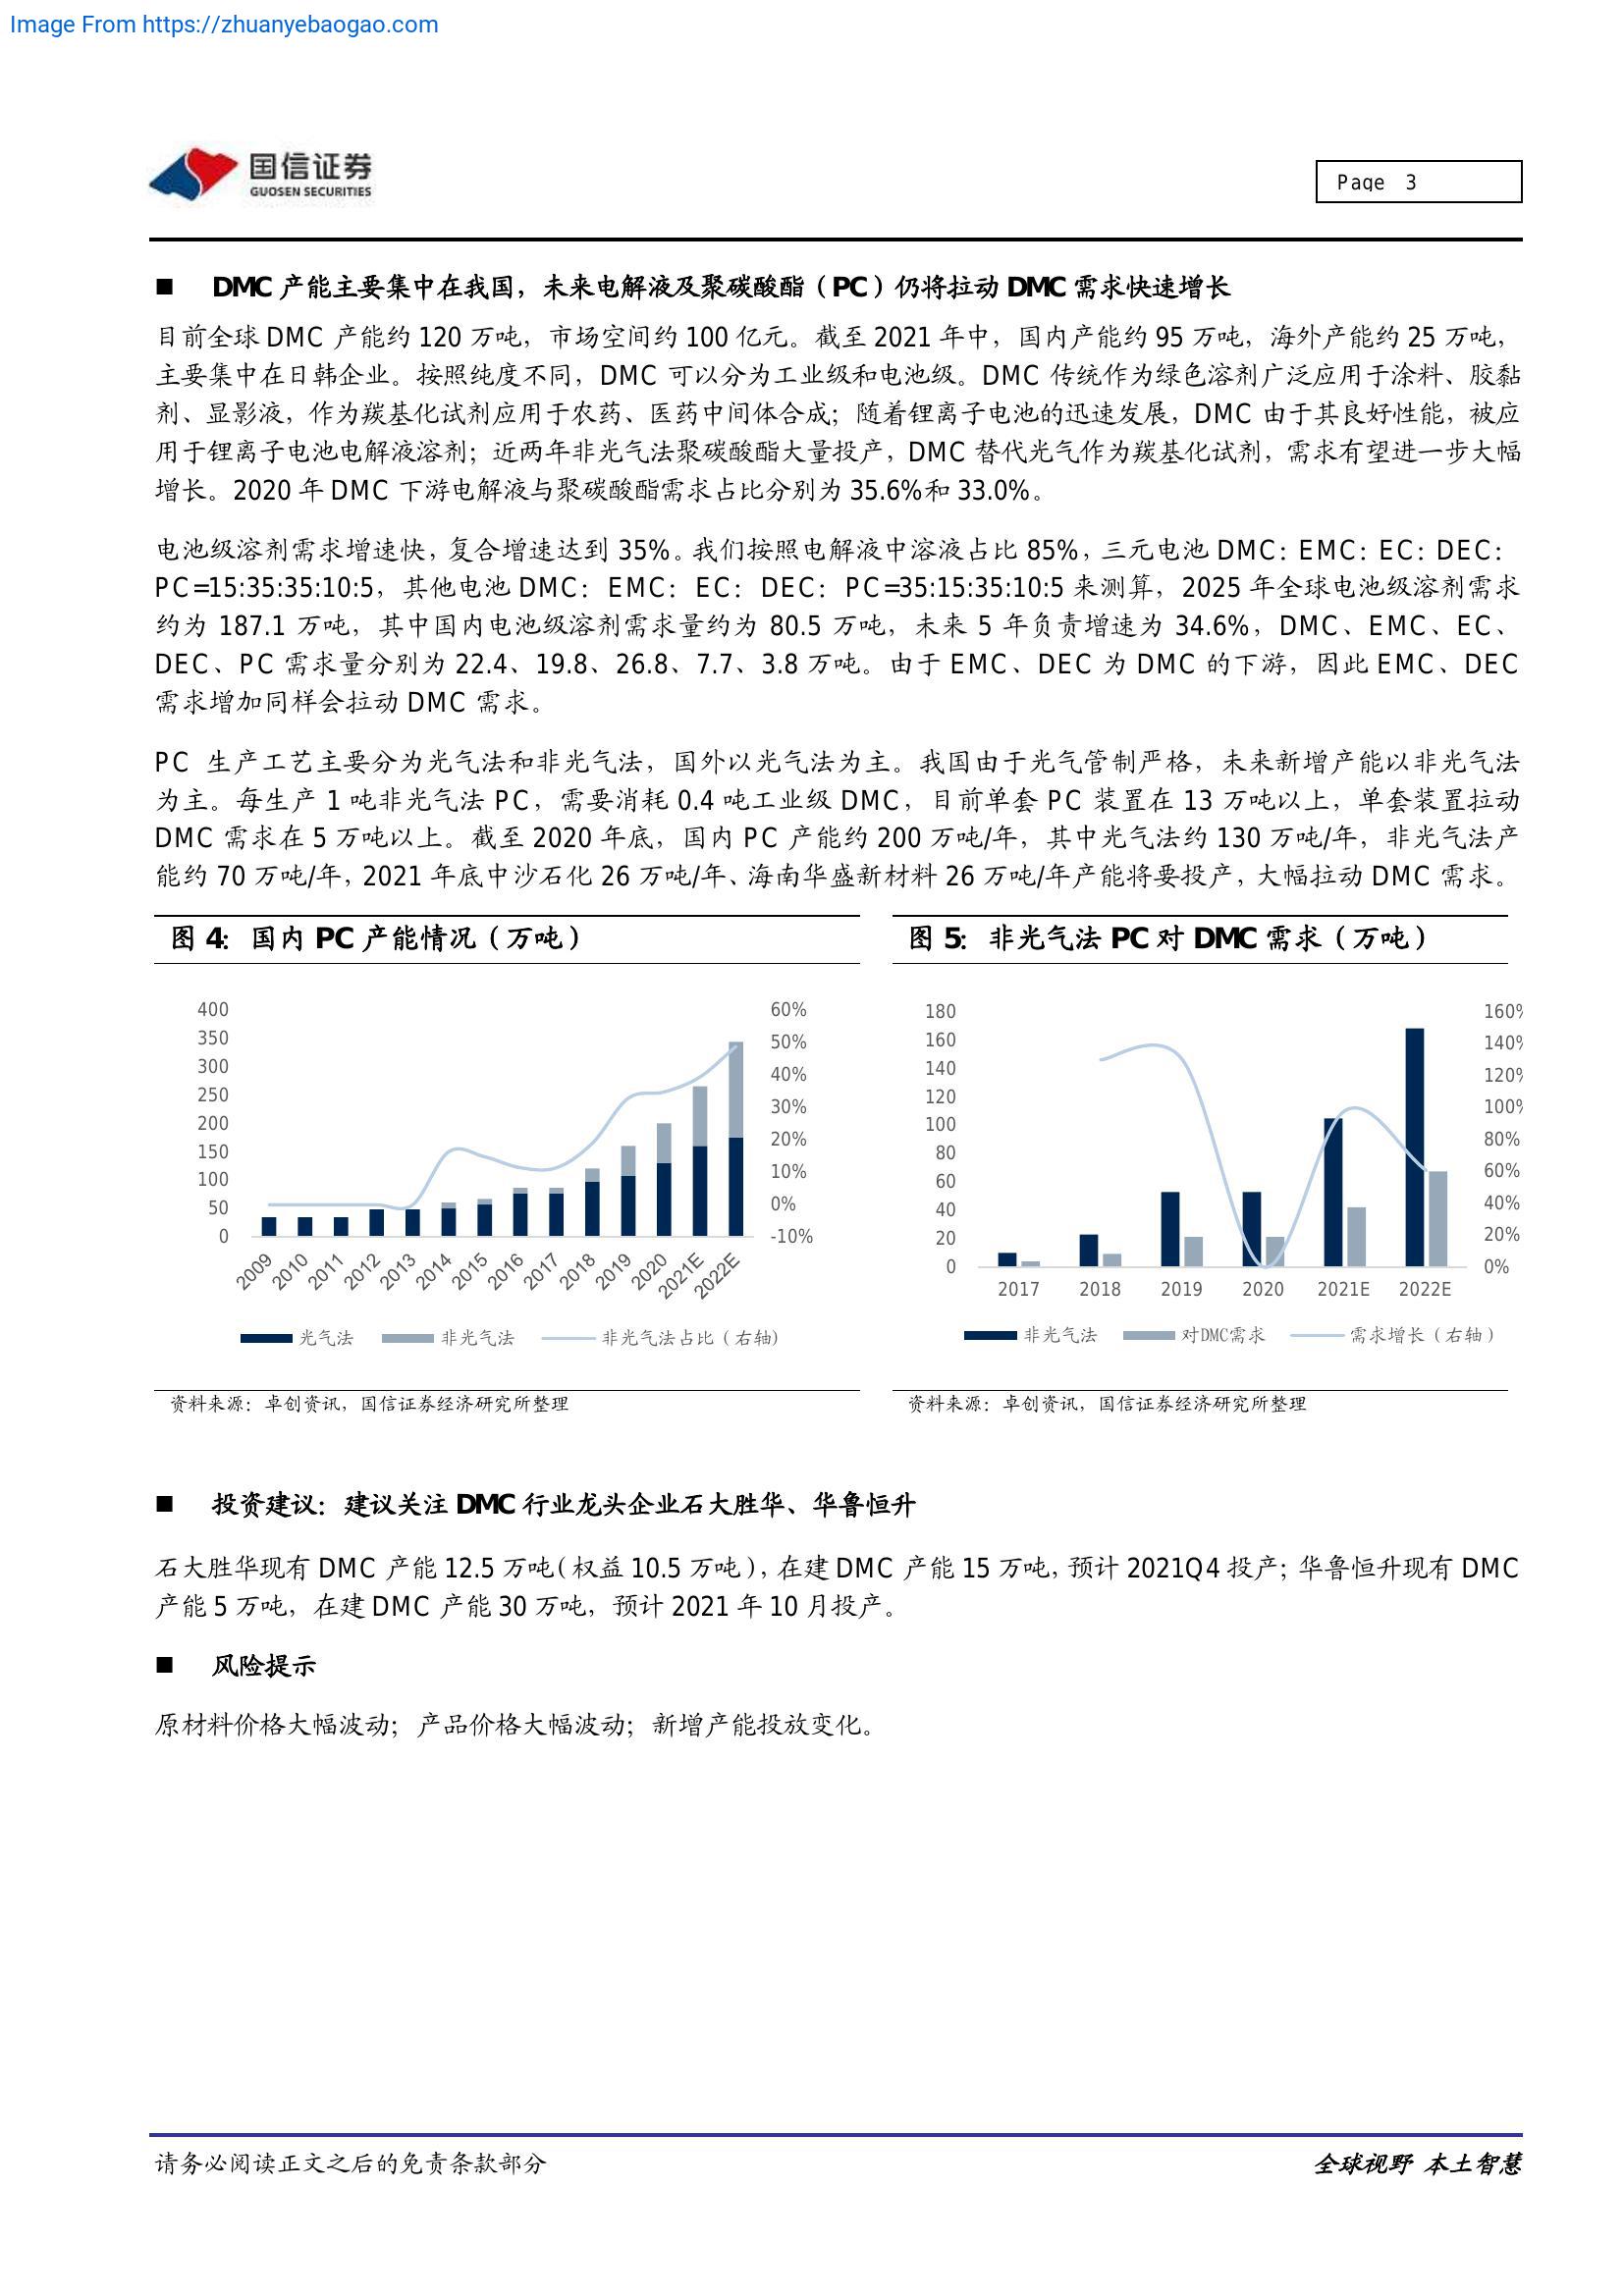 Image From https://zhuanyebaogao.com
国信证券
GUOSEN SECURITIES
Page 3
■ DMC 产能主要集中在我国，未来电解液及聚碳酸酯（PC）仍将拉动 DMC 需求快速增长
目前全球 DMC 产能约 120 万吨，市场空间约 100 亿元。截至 2021 年中，国内产能约 95 万吨，海外产能约 25 万吨，
主要集中在日韩企业。按照纯度不同，DMC 可以分为工业级和电池级。DMC 传统作为绿色溶剂广泛应用于涂料、胶黏
剂、显影液，作为羰基化试剂应用于农药、医药中间体合成；随着锂离子电池的迅速发展，DMC 由于其良好性能，被应
用于锂离子电池电解液溶剂；近两年非光气法聚碳酸酯大量投产，DMC 替代光气作为羰基化试剂，需求有望进一步大幅
增长。2020 年 DMC 下游电解液与聚碳酸酯需求占比分别为 35.6%和 33.0%。
电池级溶剂需求增速快，复合增速达到 35%。我们按照电解液中溶液占比 85%，三元电池 DMC：EMC：EC：DEC：
PC=15:35:35:10:5，其他电池 DMC：EMC：EC：DEC：PC=35:15:35:10:5 来测算，2025 年全球电池级溶剂需求
约为 187.1 万吨，其中国内电池级溶剂需求量约为 80.5 万吨，未来 5 年负责增速为 34.6%，DMC、EMC、EC、
DEC、PC 需求量分别为 22.4、19.8、26.8、7.7、3.8 万吨。由于 EMC、DEC 为 DMC 的下游，因此 EMC、DEC
需求增加同样会拉动 DMC 需求。
PC 生产工艺主要分为光气法和非光气法，国外以光气法为主。我国由于光气管制严格，未来新增产能以非光气法
为主。每生产 1 吨非光气法 PC，需要消耗 0.4 吨工业级 DMC，目前单套 PC 装置在 13 万吨以上，单套装置拉动
DMC 需求在 5 万吨以上。截至 2020 年底，国内 PC 产能约 200 万吨/年，其中光气法约 130 万吨/年，非光气法产
能约 70 万吨/年，2021 年底中沙石化 26 万吨/年、海南华盛新材料 26 万吨/年产能将要投产，大幅拉动 DMC 需求。
图 4：国内 PC 产能情况（万吨）
400
350
300
250
200
150
100
50
0
60%
50%
40%
30%
20%
10%
0%
-10%
2009 2010 2011 2012 2013 2014 2015 2016 2017 2018 2019 2020 2021E 2022E
光气法 非光气法 非光气法占比（右轴）
资料来源：卓创资讯，国信证券经济研究所整理
图 5：非光气法 PC 对 DMC 需求（万吨）
180
160
140
120
100
80
60
40
20
0
160%
140%
120%
100%
80%
60%
40%
20%
0%
2017 2018 2019 2020 2021E 2022E
非光气法 对DMC需求 需求增长（右轴）
资料来源：卓创资讯，国信证券经济研究所整理
■ 投资建议：建议关注 DMC 行业龙头企业石大胜华、华鲁恒升
石大胜华现有 DMC 产能 12.5 万吨（权益 10.5 万吨），在建 DMC 产能 15 万吨，预计 2021Q4 投产；华鲁恒升现有 DMC
产能 5 万吨，在建 DMC 产能 30 万吨，预计 2021 年 10 月投产。
■ 风险提示
原材料价格大幅波动；产品价格大幅波动；新增产能投放变化。
请务必阅读正文之后的免责条款部分
全球视野 本土智慧